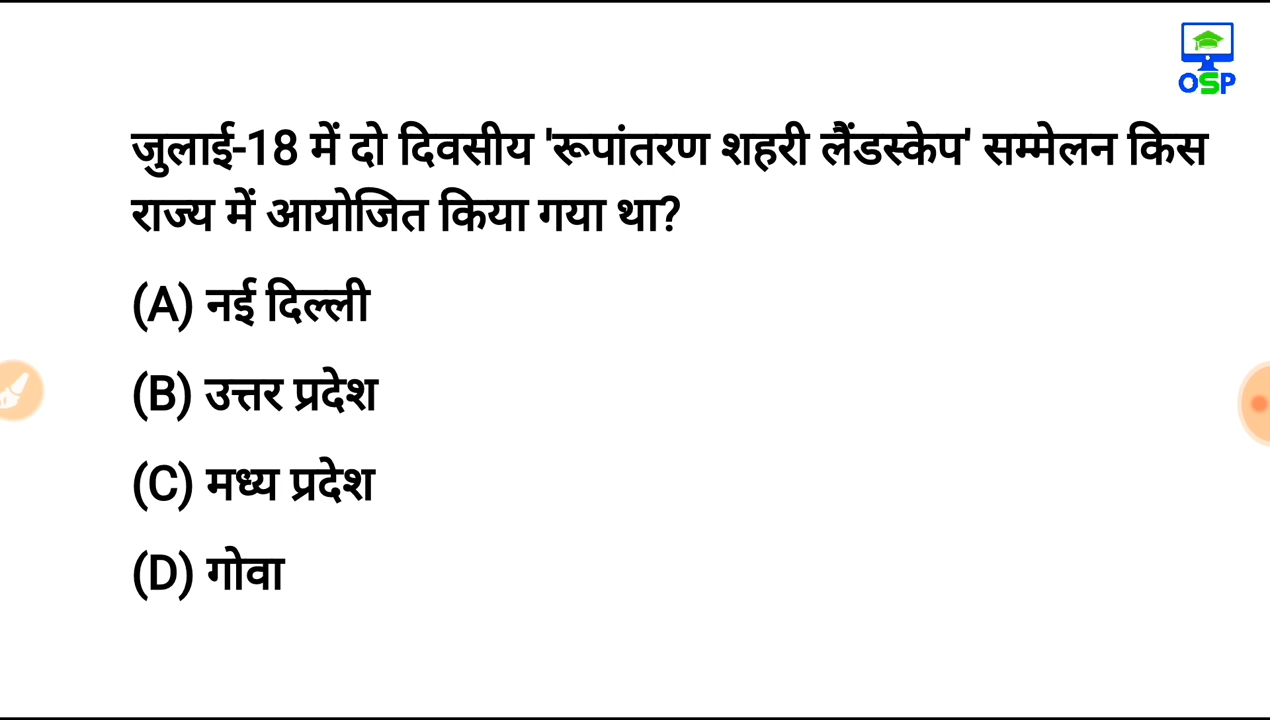 OSP
जुलाई-18 में दो दिवसीय 'रूपांतरण शहरी लैंडस्केप' सम्मेलन किस
राज्य में आयोजित किया गया था?
(A) नई दिल्ली
(B) उत्तर प्रदेश
(C) मध्य प्रदेश
(D) गोवा